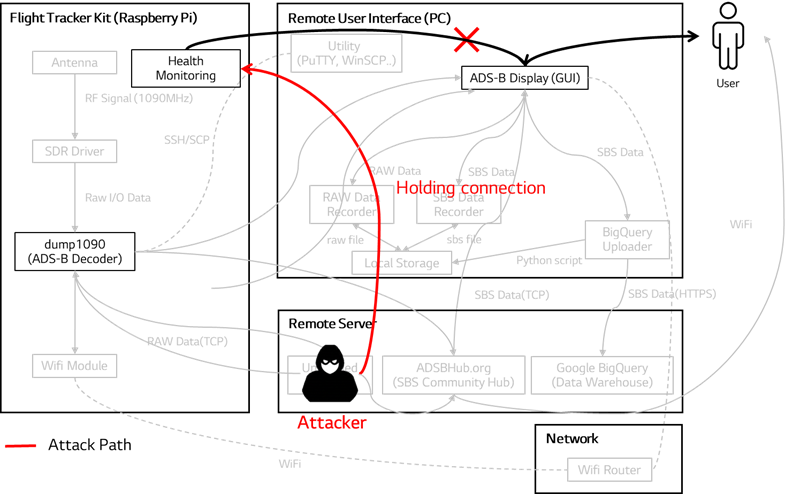 Flight Tracker Kit (Raspberry Pi)
Remote User Interface (PC)
Antenna
Health
Monitoring
Utility
(PuTTY, WinSCP..)
ADS-B Display (GUI)
User
RF Signal (1090MHz)
SSH/SCP
SDR Driver
RAW Data
SBS Data
SBS Data
Holding connection
Raw I/O Data
RAW Data
Recorder
SBS Data
Recorder
WiFi
dump1090
(ADS-B Decoder)
raw file
sbs file
BigQuery
Uploader
Local Storage
Python script
SBS Data(TCP)
SBS Data(HTTPS)
Remote Server
RAW Data(TCP)
Wifi Module
ADSBHub.org
(SBS Community Hub)
Google BigQuery
(Data Warehouse)
Attacker
Attack Path
Network
WiFi
Wifi Router